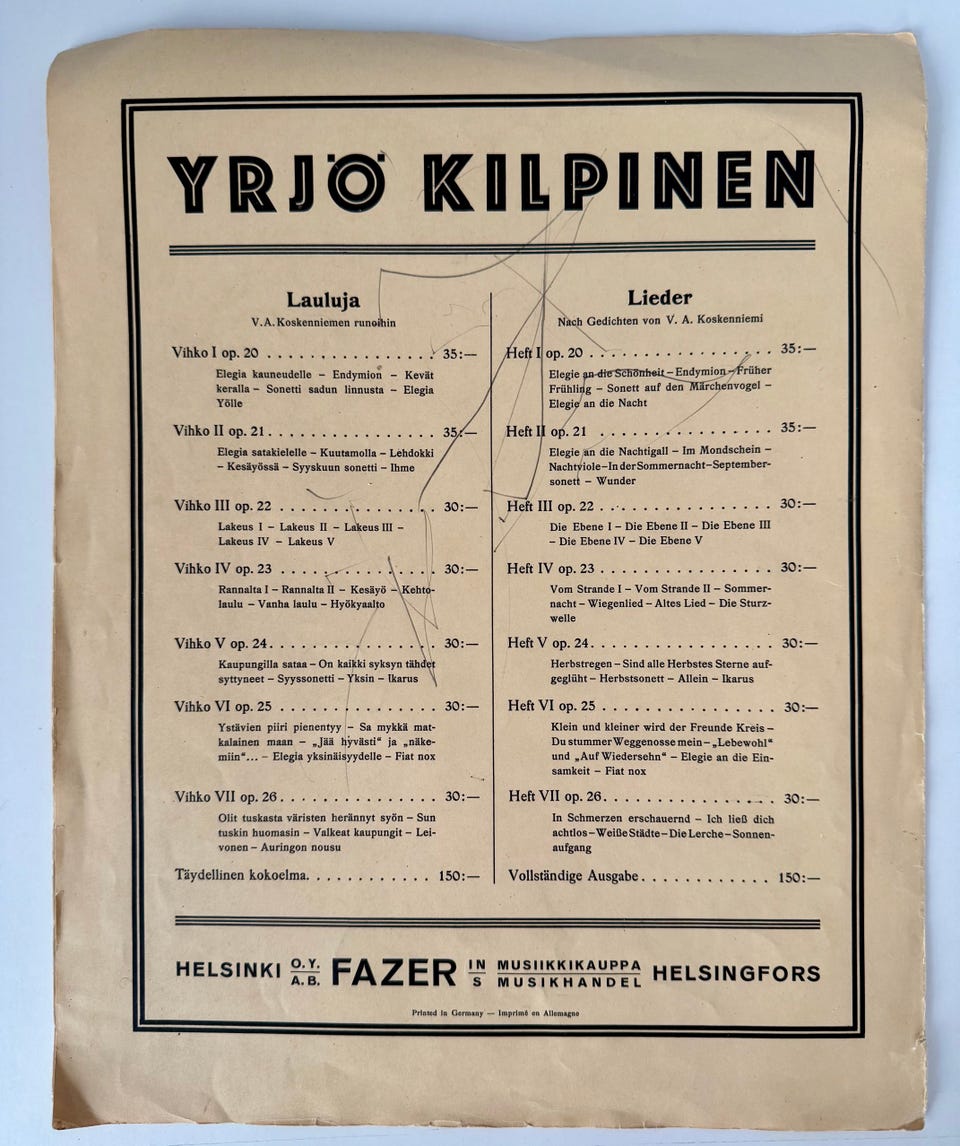 YRJÖ KILPINEN
Lauluja
V.A. Koskenniemen runoihin
Vihko I op. 20 . . . . . . . . . . . . . . . . 35:—
Elegia kauneudelle – Endymion – Kevät
keralla – Sonetti sadun linnusta – Elegia
Yölle
Vihko II op. 21. . . . . . . . . . . . . . . . 35:—
Elegia satakielelle – Kuutamolla – Lehdokki
– Kesäyössä – Syyskuun sonetti – Ihme
Vihko III op. 22 . . . . . . . . . . . . . . . 30:—
Lakeus I – Lakeus II – Lakeus III –
Lakeus IV – Lakeus V
Vihko IV op. 23 . . . . . . . . . . . . . . . 30:—
Rannalta I – Rannalta II – Kesäyö – Kehto-
laulu – Vanha laulu – Hyökyaalto
Vihko V op. 24. . . . . . . . . . . . . . . . 30:—
Kaupungilla sataa – On kaikki syksyn tähdet
syttyneet – Syyssonetti – Yksin – Ikarus
Vihko VI op. 25 . . . . . . . . . . . . . . . 30:—
Ystävien piiri pienentyy – Sa mykkä mat-
kalainen maan – „Jää hyvästi“ ja „näke-
miin“... – Elegia yksinäisyydelle – Fiat nox
Vihko VII op. 26. . . . . . . . . . . . . . . 30:—
Olit tuskasta väristen herännyt syön – Sun
tuskin huomasin – Valkeat kaupungit – Lei-
vonen – Auringon nousu
Täydellinen kokoelma. . . . . . . . . . . . 150:—
Lieder
Nach Gedichten von V. A. Koskenniemi
Heft I op. 20 . . . . . . . . . . . . . . . . 35:—
Elegie an die Schönheit – Endymion – Früher
Frühling – Sonett auf den Märchenvogel –
Elegie an die Nacht
Heft II op. 21 . . . . . . . . . . . . . . . 35:—
Elegie an die Nachtigall – Im Mondschein –
Nachtviole – In der Sommernacht – September-
sonett – Wunder
Heft III op. 22 . . . . . . . . . . . . . . . 30:—
Die Ebene I – Die Ebene II – Die Ebene III
– Die Ebene IV – Die Ebene V
Heft IV op. 23 . . . . . . . . . . . . . . . 30:—
Vom Strande I – Vom Strande II – Sommer-
nacht – Wiegenlied – Altes Lied – Die Sturz-
welle
Heft V op. 24. . . . . . . . . . . . . . . . 30:—
Herbstregen – Sind alle Herbstes Sterne auf-
geglüht – Herbstsonett – Allein – Ikarus
Heft VI op. 25 . . . . . . . . . . . . . . . 30:—
Klein und kleiner wird der Freunde Kreis –
Du stummer Weggenosse mein – „Lebewohl“
und „Auf Wiedersehn“ – Elegie an die Ein-
samkeit – Fiat nox
Heft VII op. 26. . . . . . . . . . . . . . . 30:—
In Schmerzen erschauernd – Ich ließ dich
achtlos – Weiße Städte – Die Lerche – Sonnen-
aufgang
Vollständige Ausgabe . . . . . . . . . . . . 150:—
HELSINKI O.Y. A.B. FAZER IN S MUSIIKKIKAUPPA MUSIKHANDEL HELSINGFORS
Printed in Germany — Imprimé en Allemagne